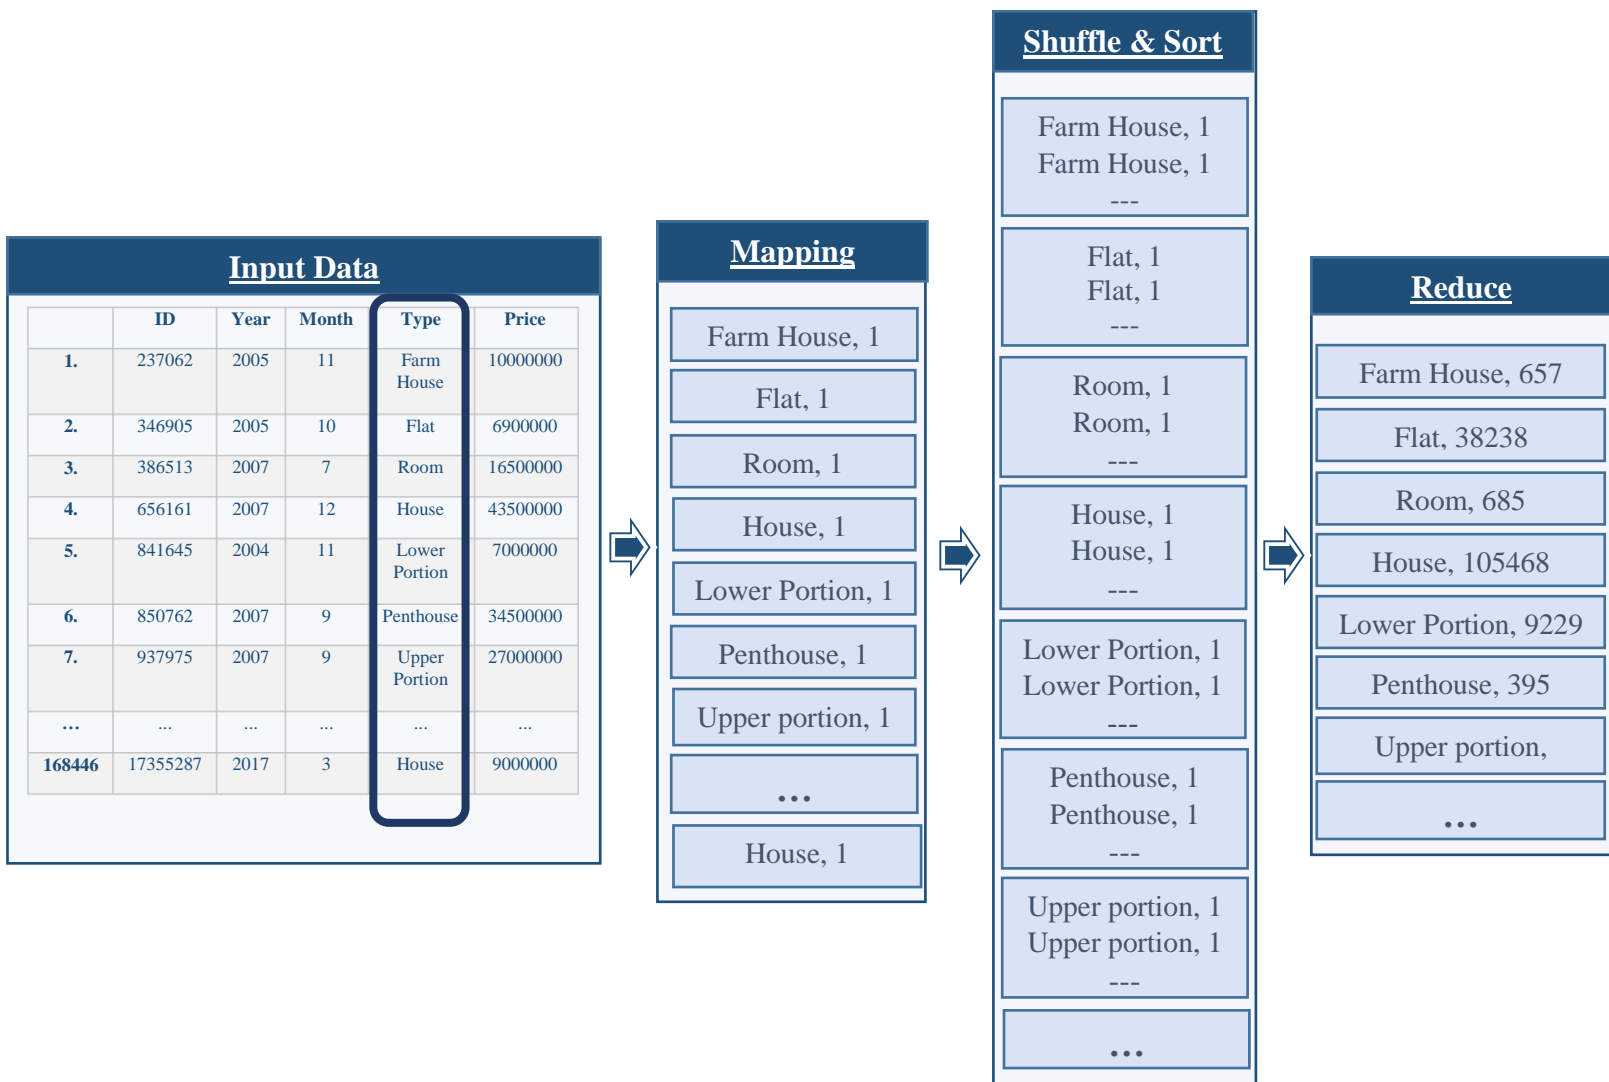 Input Data
ID Year Month Type Price
1. 237062 2005 11 Farm 10000000
House
2. 346905 2005 10 Flat 6900000
3. 386513 2007 7 Room 16500000
4. 656161 2007 12 House 43500000
5. 841645 2004 11 Lower 7000000
Portion
6. 850762 2007 9 Penthouse 34500000
7. 937975 2007 9 Upper 27000000
Portion
... ... ... ... ... ...
168446 17355287 2017 3 House 9000000
Mapping
Farm House, 1
Flat, 1
Room, 1
House, 1
Lower Portion, 1
Penthouse, 1
Upper portion, 1
...
House, 1
Shuffle & Sort
Farm House, 1
Farm House, 1
---
Flat, 1
Flat, 1
---
Room, 1
Room, 1
---
House, 1
House, 1
---
Lower Portion, 1
Lower Portion, 1
---
Penthouse, 1
Penthouse, 1
---
Upper portion, 1
Upper portion, 1
---
...
Reduce
Farm House, 657
Flat, 38238
Room, 685
House, 105468
Lower Portion, 9229
Penthouse, 395
Upper portion,
...